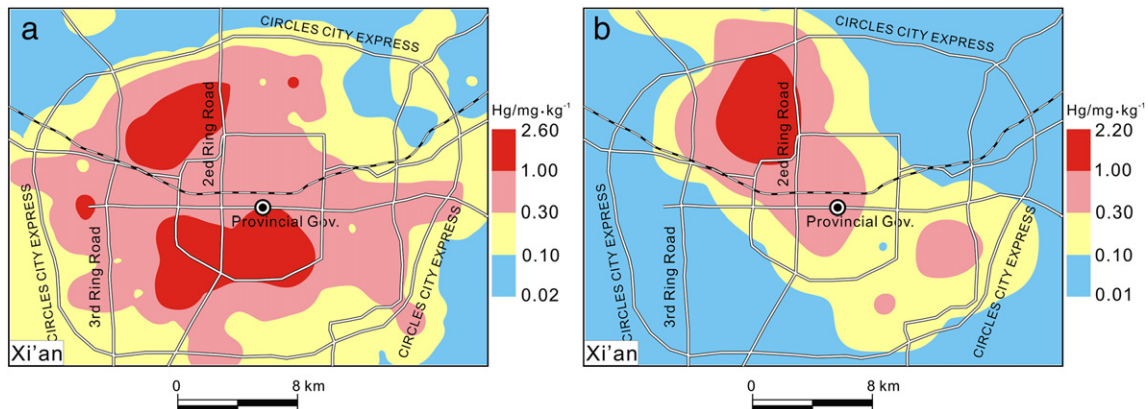 a
CIRCLES CITY EXPRESS
2ed Ring Road
Provincial Gov.
3rd Ring Road
CIRCLES CITY EXPRESS
CIRCLES CITY EXPRESS
Xi'an
Hg/mg·kg⁻¹
2.60
1.00
0.30
0.10
0.02
0 8 km
b
CIRCLES CITY EXPRESS
2ed Ring Road
Provincial Gov.
3rd Ring Road
CIRCLES CITY EXPRESS
CIRCLES CITY EXPRESS
Xi'an
Hg/mg·kg⁻¹
2.20
1.00
0.30
0.10
0.01
0 8 km